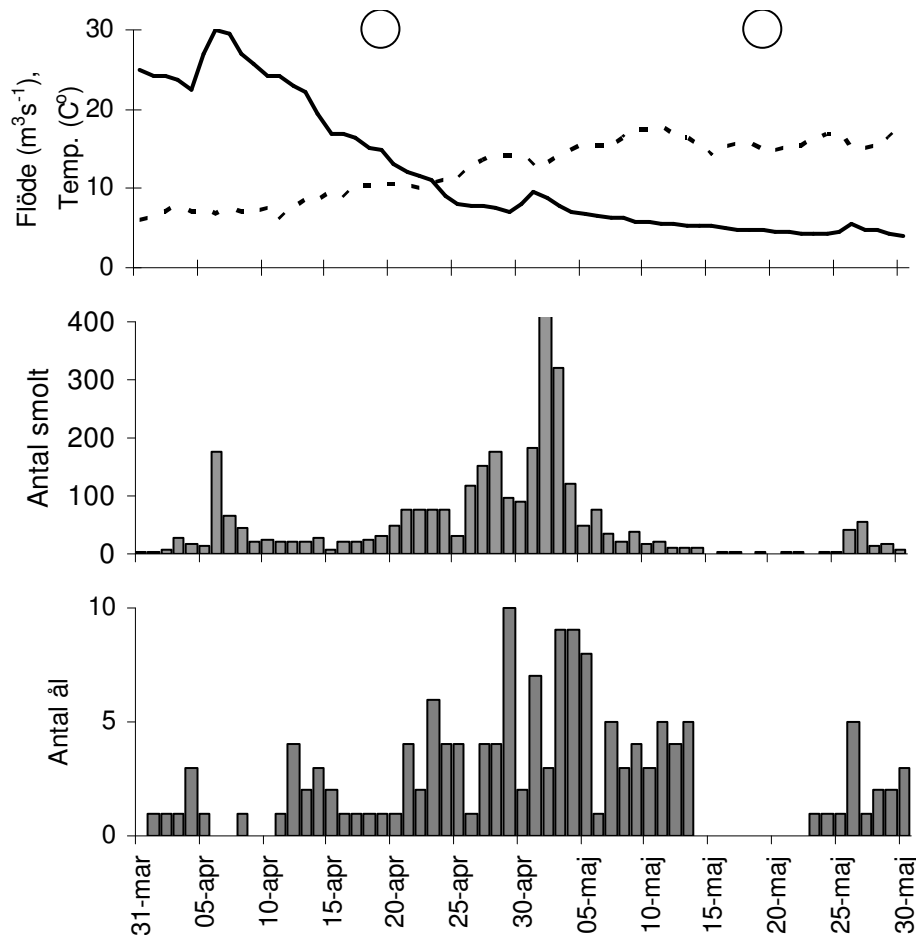 Flöde (m³s⁻¹),
Temp. (C°)
30
20
10
0
Antal smolt
400
300
200
100
0
Antal ål
10
5
0
31-mar
05-apr
10-apr
15-apr
20-apr
25-apr
30-apr
05-maj
10-maj
15-maj
20-maj
25-maj
30-maj